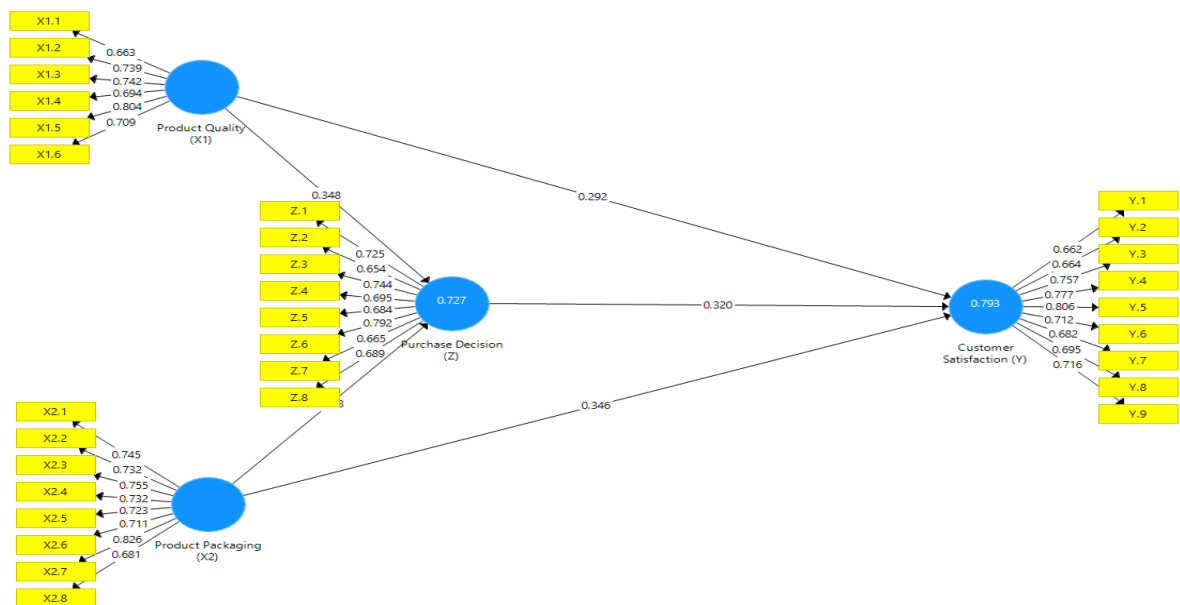 X1.1
X1.2
X1.3
X1.4
X1.5
X1.6
0.663
0.739
0.742
0.694
0.804
0.709
Product Quality
(X1)
0.348
0.292
Z.1
Z.2
Z.3
Z.4
Z.5
Z.6
Z.7
Z.8
0.725
0.654
0.744
0.695
0.684
0.792
0.665
0.689
0.727
Purchase Decision
(Z)
0.320
0.793
Customer
Satisfaction (Y)
0.662
0.664
0.757
0.777
0.806
0.712
0.682
0.695
0.716
Y.1
Y.2
Y.3
Y.4
Y.5
Y.6
Y.7
Y.8
Y.9
0.346
X2.1
X2.2
X2.3
X2.4
X2.5
X2.6
X2.7
X2.8
0.745
0.732
0.755
0.732
0.723
0.711
0.826
0.681
Product Packaging
(X2)